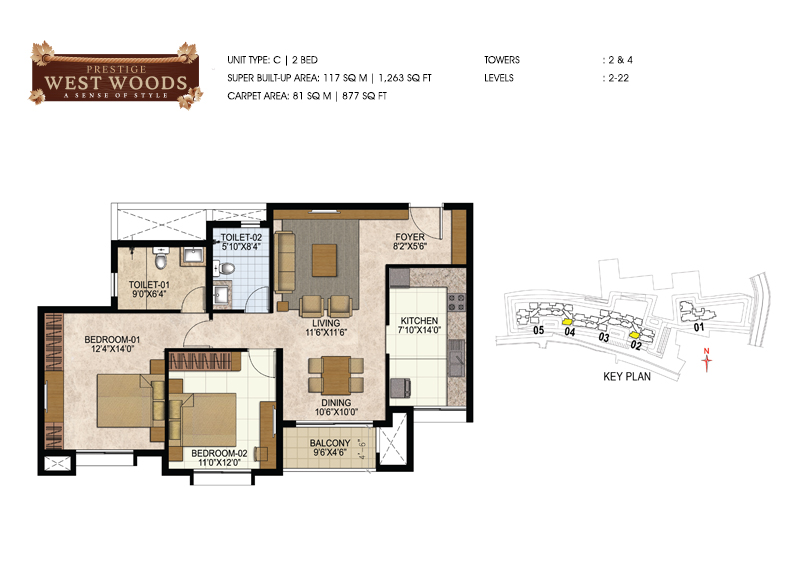 PRESTIGE
WEST WOODS
A SENSE OF STYLE
UNIT TYPE: C | 2 BED
SUPER BUILT-UP AREA: 117 SQ M | 1,263 SQ FT
CARPET AREA: 81 SQ M | 877 SQ FT
TOWERS : 2 & 4
LEVELS : 2-22
TOILET-02
5'10"X8'4"
FOYER
8'2"X5'6"
TOILET-01
9'0"X6'4"
LIVING
11'6"X11'6"
KITCHEN
7'10"X14'0"
BEDROOM-01
12'4"X14'0"
DINING
10'6"X10'0"
BEDROOM-02
11'0"X12'0"
BALCONY
9'6"X4'6"
4'-6"
05
04
03
02
01
N
KEY PLAN